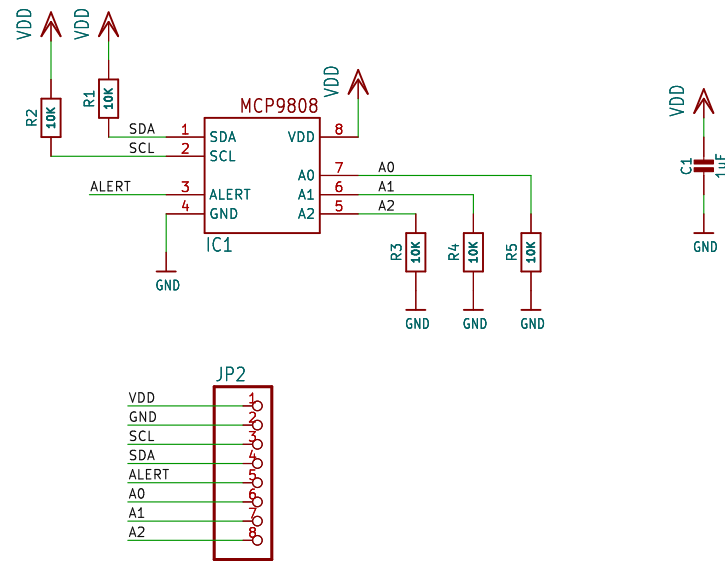 VDD
VDD
R2
10K
R1
10K
VDD
VDD
MCP9808
SDA 1 SDA VDD 8
SCL 2 SCL
A0 7 A0
ALERT 3 ALERT A1 6 A1
4 GND A2 5 A2
IC1
GND
R3
10K
R4
10K
R5
10K
GND
GND
GND
C1
1uF
GND
JP2
VDD 1
GND 2
SCL 3
SDA 4
ALERT 5
A0 6
A1 7
A2 8